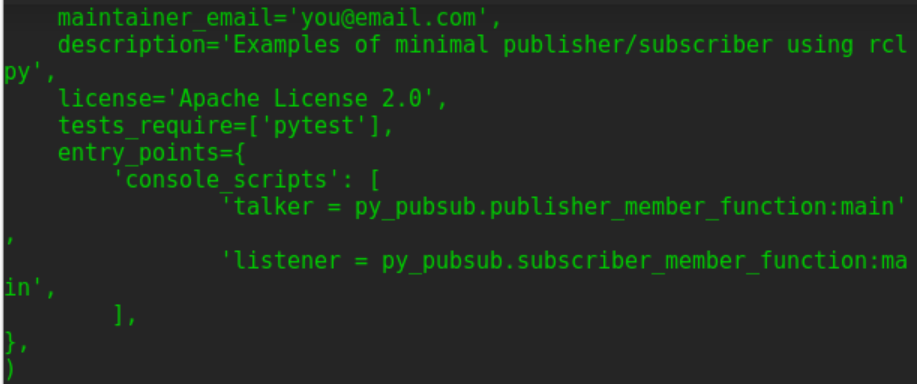 maintainer_email='you@email.com',
    description='Examples of minimal publisher/subscriber using rcl
py',
    license='Apache License 2.0',
    tests_require=['pytest'],
    entry_points={
        'console_scripts': [
                'talker = py_pubsub.publisher_member_function:main'
,
                'listener = py_pubsub.subscriber_member_function:ma
in',
        ],
},
)